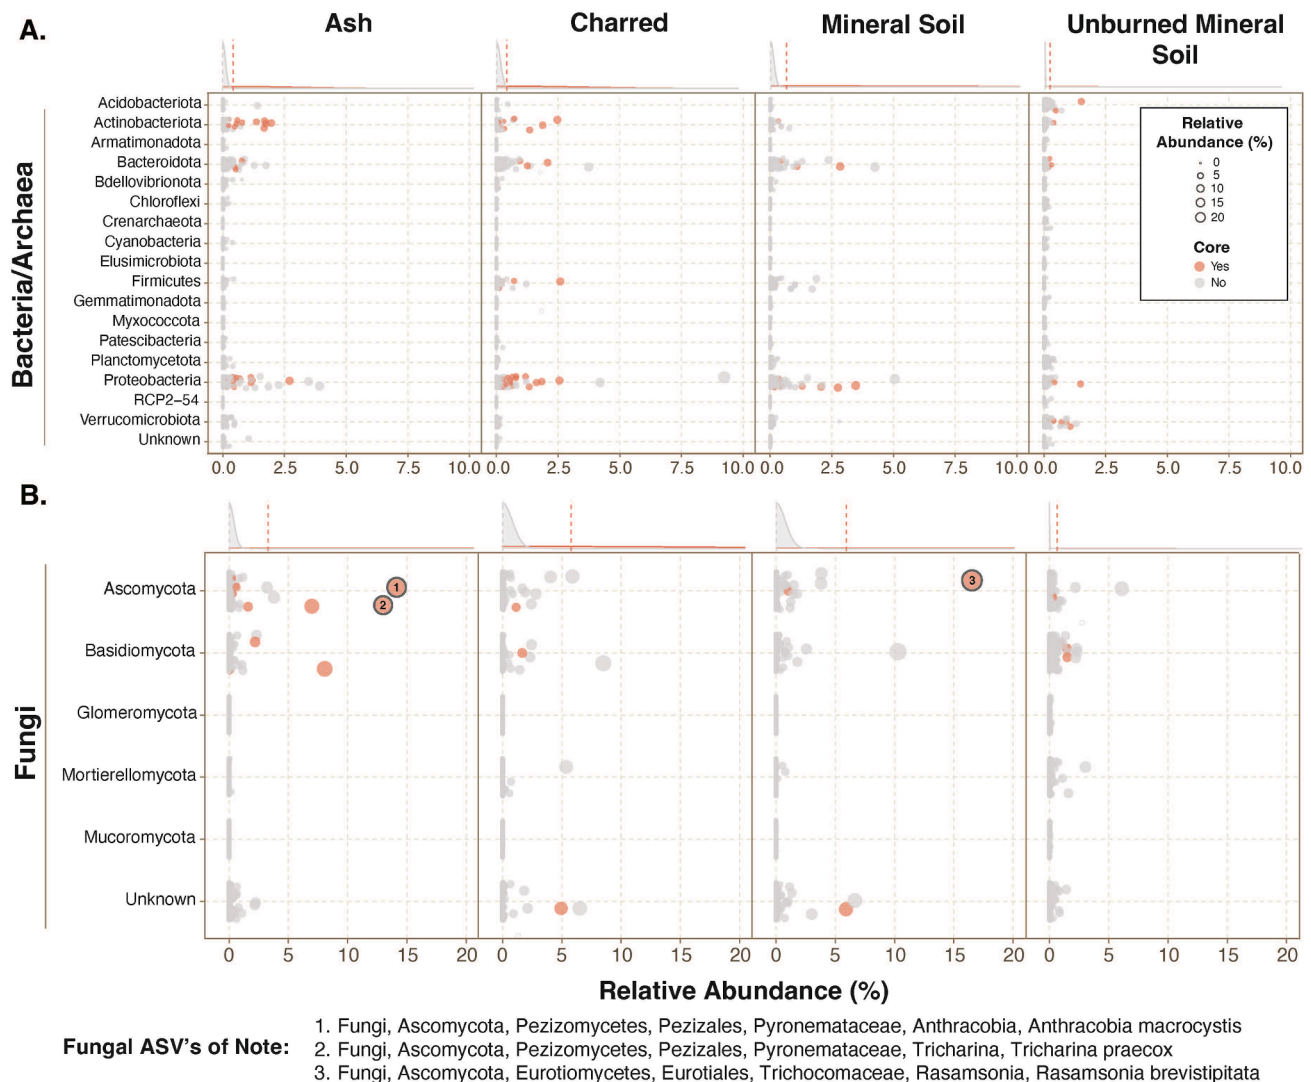 A.
Ash
Charred
Mineral Soil
Unburned Mineral
Soil
Bacteria/Archaea
Acidobacteriota
Actinobacteriota
Armatimonadota
Bacteroidota
Bdellovibrionota
Chloroflexi
Crenarchaeota
Cyanobacteria
Elusimicrobiota
Firmicutes
Gemmatimonadota
Myxococcota
Patescibacteria
Planctomycetota
Proteobacteria
RCP2–54
Verrucomicrobiota
Unknown
Relative
Abundance (%)
0
5
10
15
20
Core
Yes
No
0.0 2.5 5.0 7.5 10.0 0.0 2.5 5.0 7.5 10.0 0.0 2.5 5.0 7.5 10.0 0.0 2.5 5.0 7.5 10.0
B.
Fungi
Ascomycota
Basidiomycota
Glomeromycota
Mortierellomycota
Mucoromycota
Unknown
1
2
3
0 5 10 15 20 0 5 10 15 20 0 5 10 15 20 0 5 10 15 20
Relative Abundance (%)
Fungal ASV's of Note:
1. Fungi, Ascomycota, Pezizomycetes, Pezizales, Pyronemataceae, Anthracobia, Anthracobia macrocystis
2. Fungi, Ascomycota, Pezizomycetes, Pezizales, Pyronemataceae, Tricharina, Tricharina praecox
3. Fungi, Ascomycota, Eurotiomycetes, Eurotiales, Trichocomaceae, Rasamsonia, Rasamsonia brevistipitata